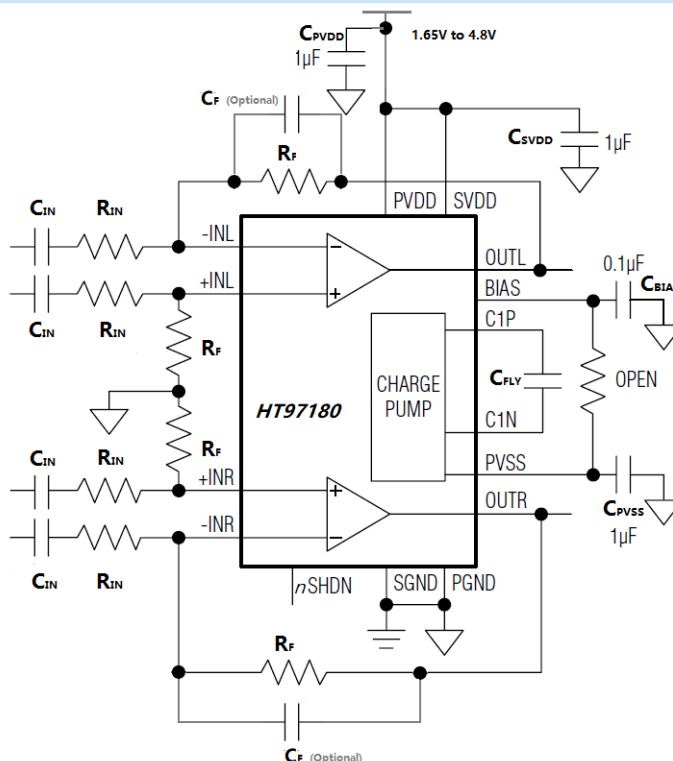 CPVDD
1µF
1.65V to 4.8V
CF (Optional)
RF
CSVDD
1µF
PVDD SVDD
CIN RIN
-INL
OUTL
+INL
BIAS
0.1µF
CBIA
CIN RIN
C1P
RF
CHARGE PUMP
CFLY
OPEN
HT97180
C1N
RF
CIN RIN
+INR
PVSS
-INR
OUTR
CPVSS
1µF
CIN RIN
nSHDN
SGND PGND
RF
CF (Optional)